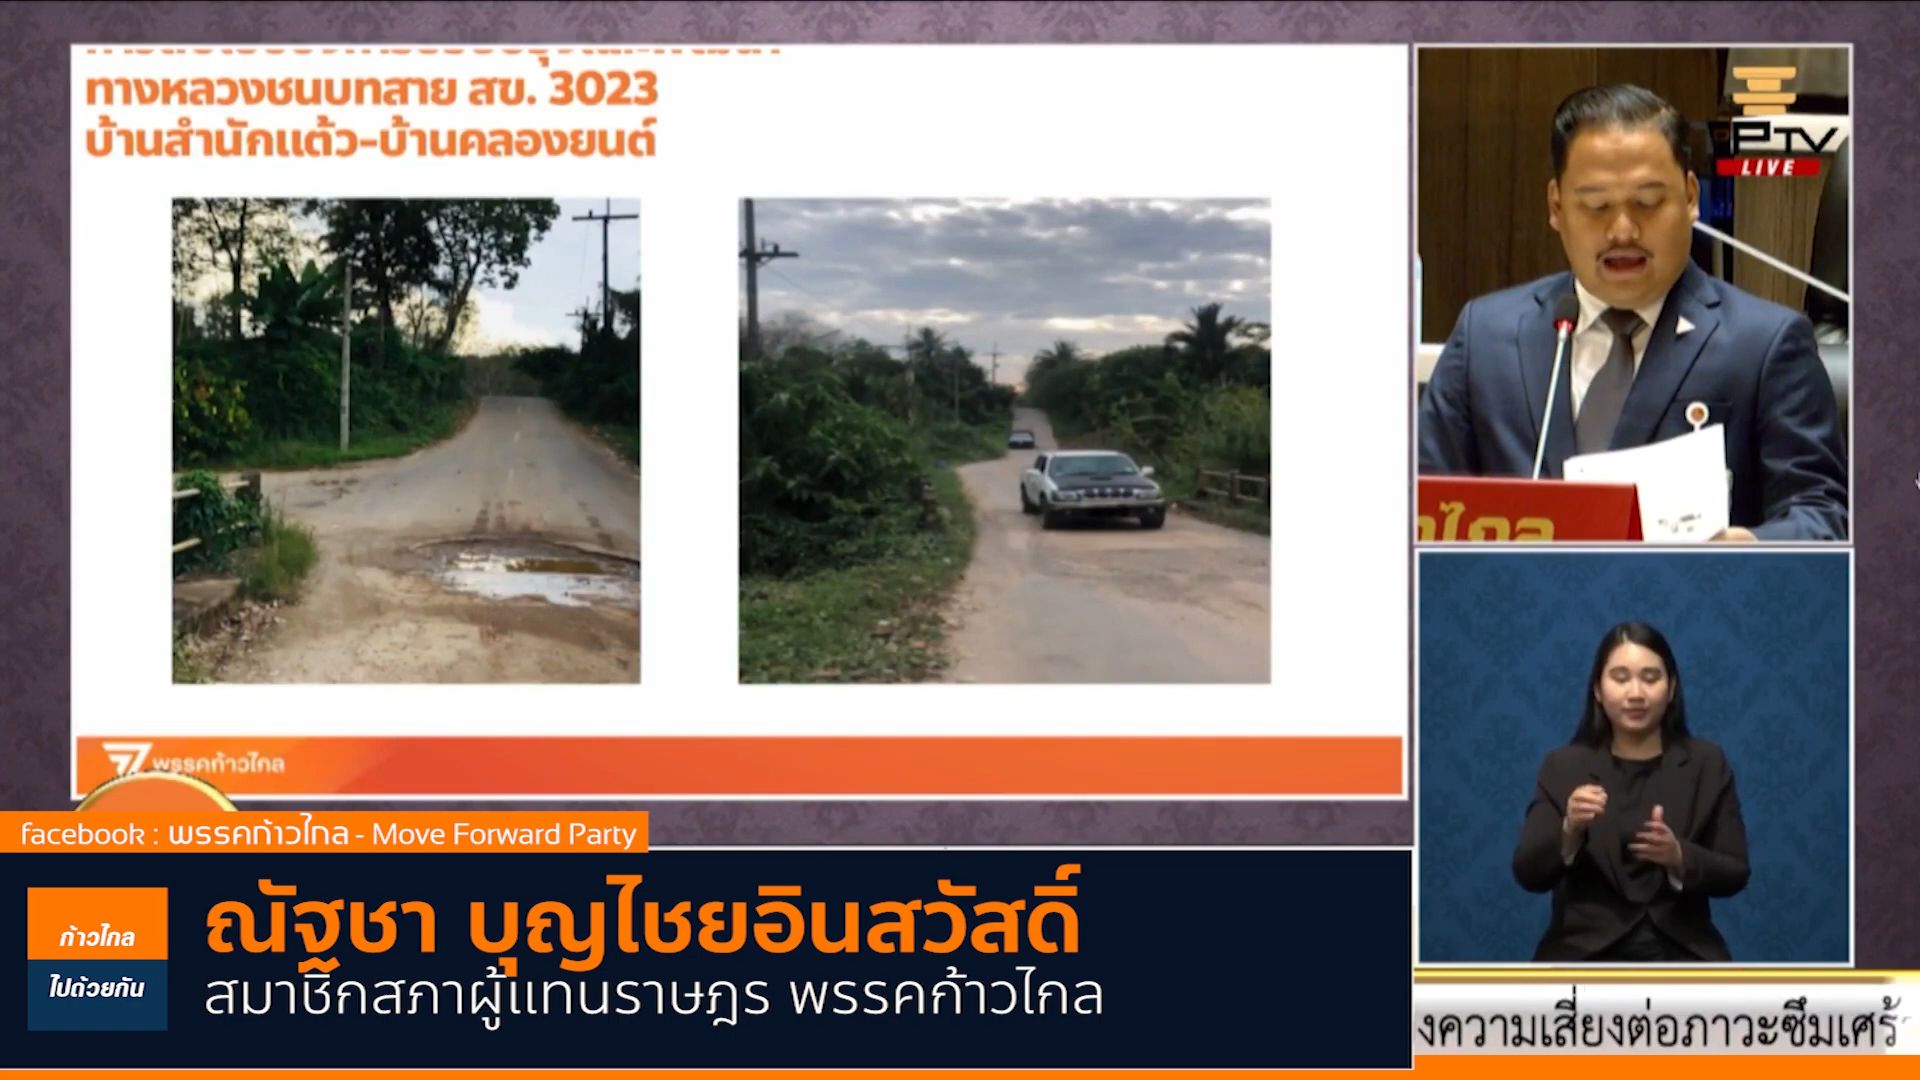 ทางหลวงชนบทสาย สข. 3023
บ้านสำนักแต้ว-บ้านคลองยนต์
PTV
LIVE
พรรคก้าวไกล
facebook : พรรคก้าวไกล - Move Forward Party
ก้าวไกล
ไปด้วยกัน
ณัฐชา บุญไชยอินสวัสดิ์
สมาชิกสภาผู้แทนราษฎร พรรคก้าวไกล
งความเสี่ยงต่อภาวะซึมเศร้า